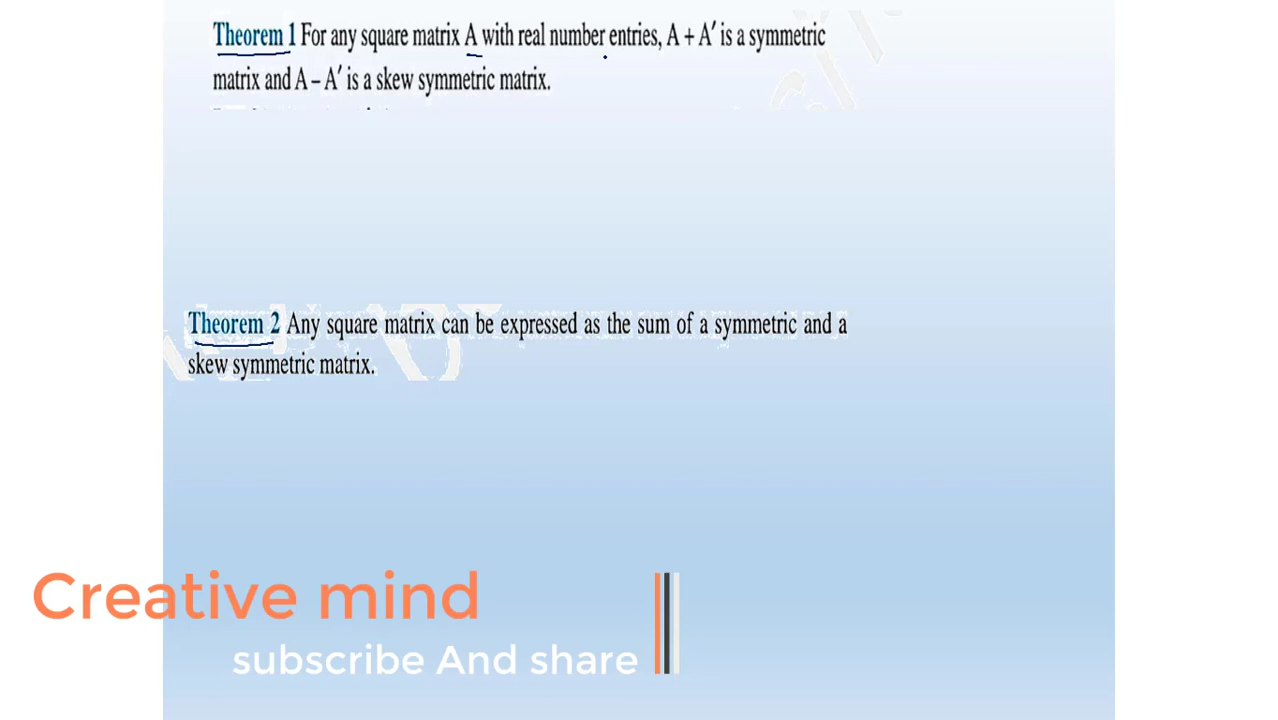 Theorem 1 For any square matrix A with real number entries, A + A′ is a symmetric
matrix and A – A′ is a skew symmetric matrix.
Theorem 2 Any square matrix can be expressed as the sum of a symmetric and a
skew symmetric matrix.
Creative mind
subscribe And share